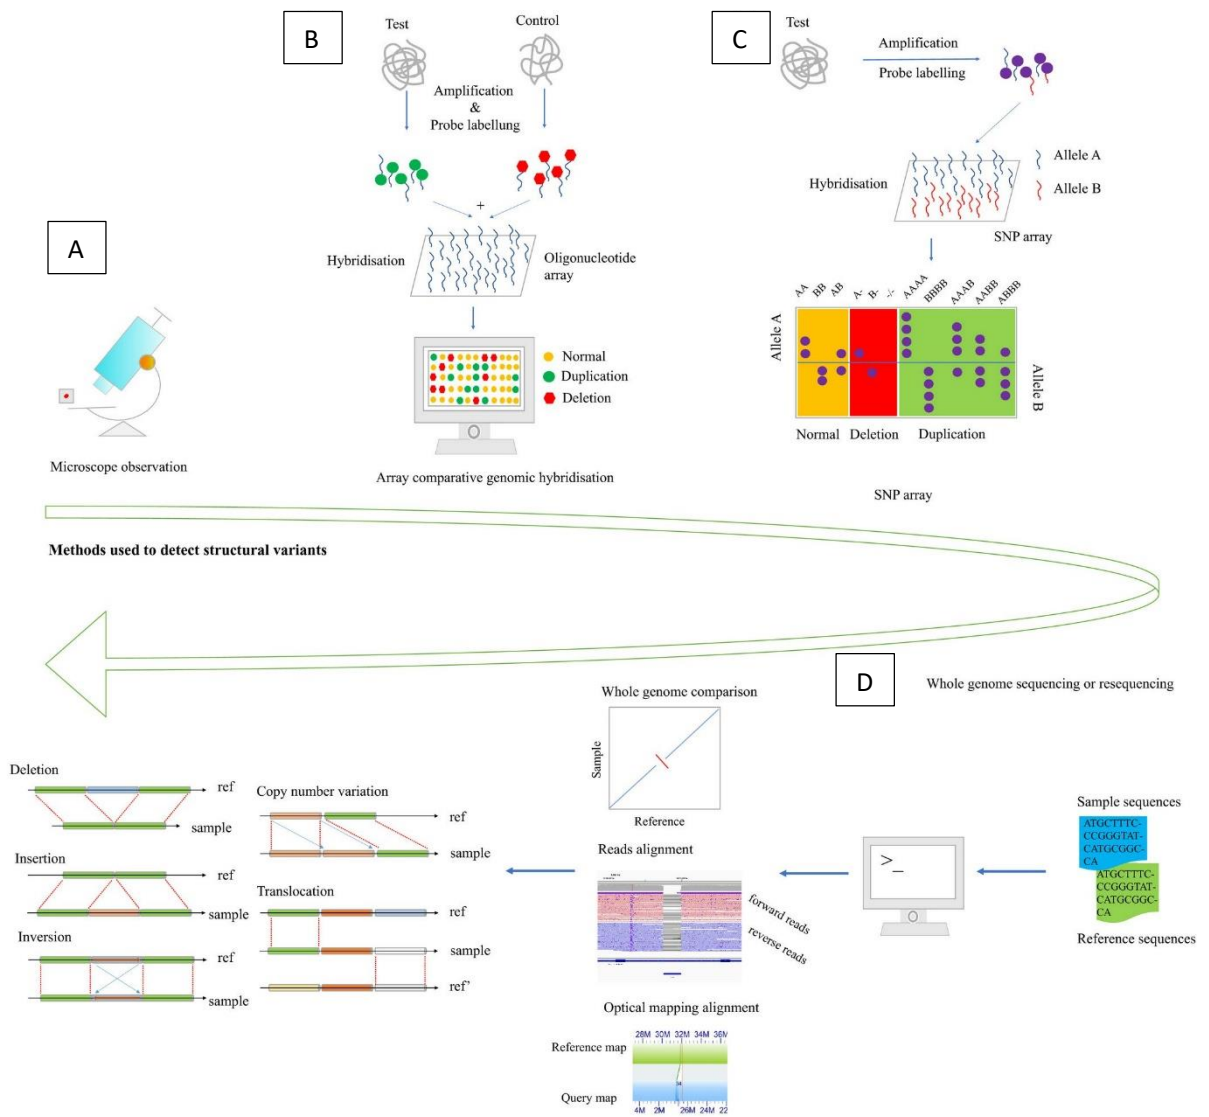 A
Microscope observation
B
Test
Control
Amplification
&
Probe labellung
+
Hybridisation
Oligonucleotide
array
Normal
Duplication
Deletion
Array comparative genomic hybridisation
C
Test
Amplification
Probe labelling
Hybridisation
Allele A
Allele B
SNP array
AA BB AB A- B- -/- AAAA BBBB AAAB AABB ABBB
Allele A
Allele B
Normal Deletion Duplication
SNP array
Methods used to detect structural variants
D
Whole genome sequencing or resequencing
Sample sequences
ATGCTTTC-
CCGGGTAT-
CATGCGGC-
CA
ATGCTTTC-
CCGGGTAT-
CATGCGGC-
CA
Reference sequences
>_
Whole genome comparison
Sample
Reference
Reads alignment
forward reads
reverse reads
Optical mapping alignment
28M 30M 32M 34M 36M
Reference map
Query map
4M 2M 26M 24M 22
Deletion
ref
sample
Insertion
ref
sample
Inversion
ref
sample
Copy number variation
ref
sample
Translocation
ref
sample
ref'